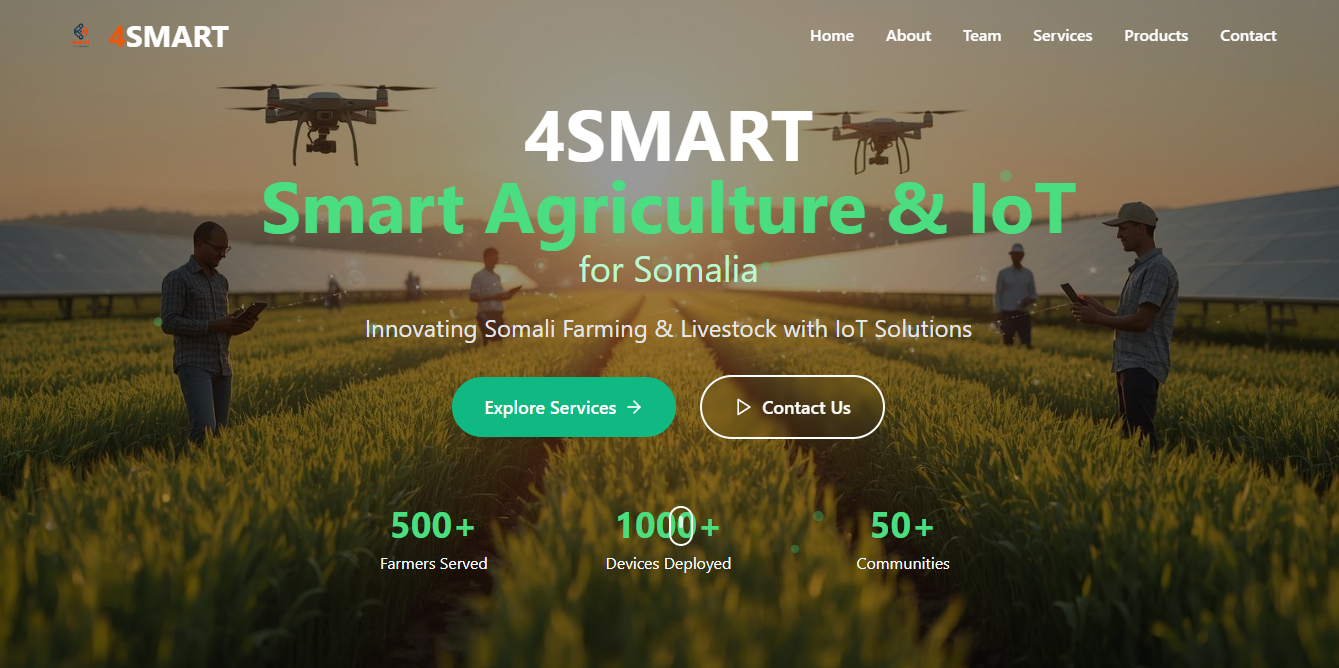 4SMART
Home About Team Services Products Contact
4SMART
Smart Agriculture & IoT
for Somalia
Innovating Somali Farming & Livestock with IoT Solutions
Explore Services
Contact Us
500+ 1000+ 50+
Farmers Served Devices Deployed Communities